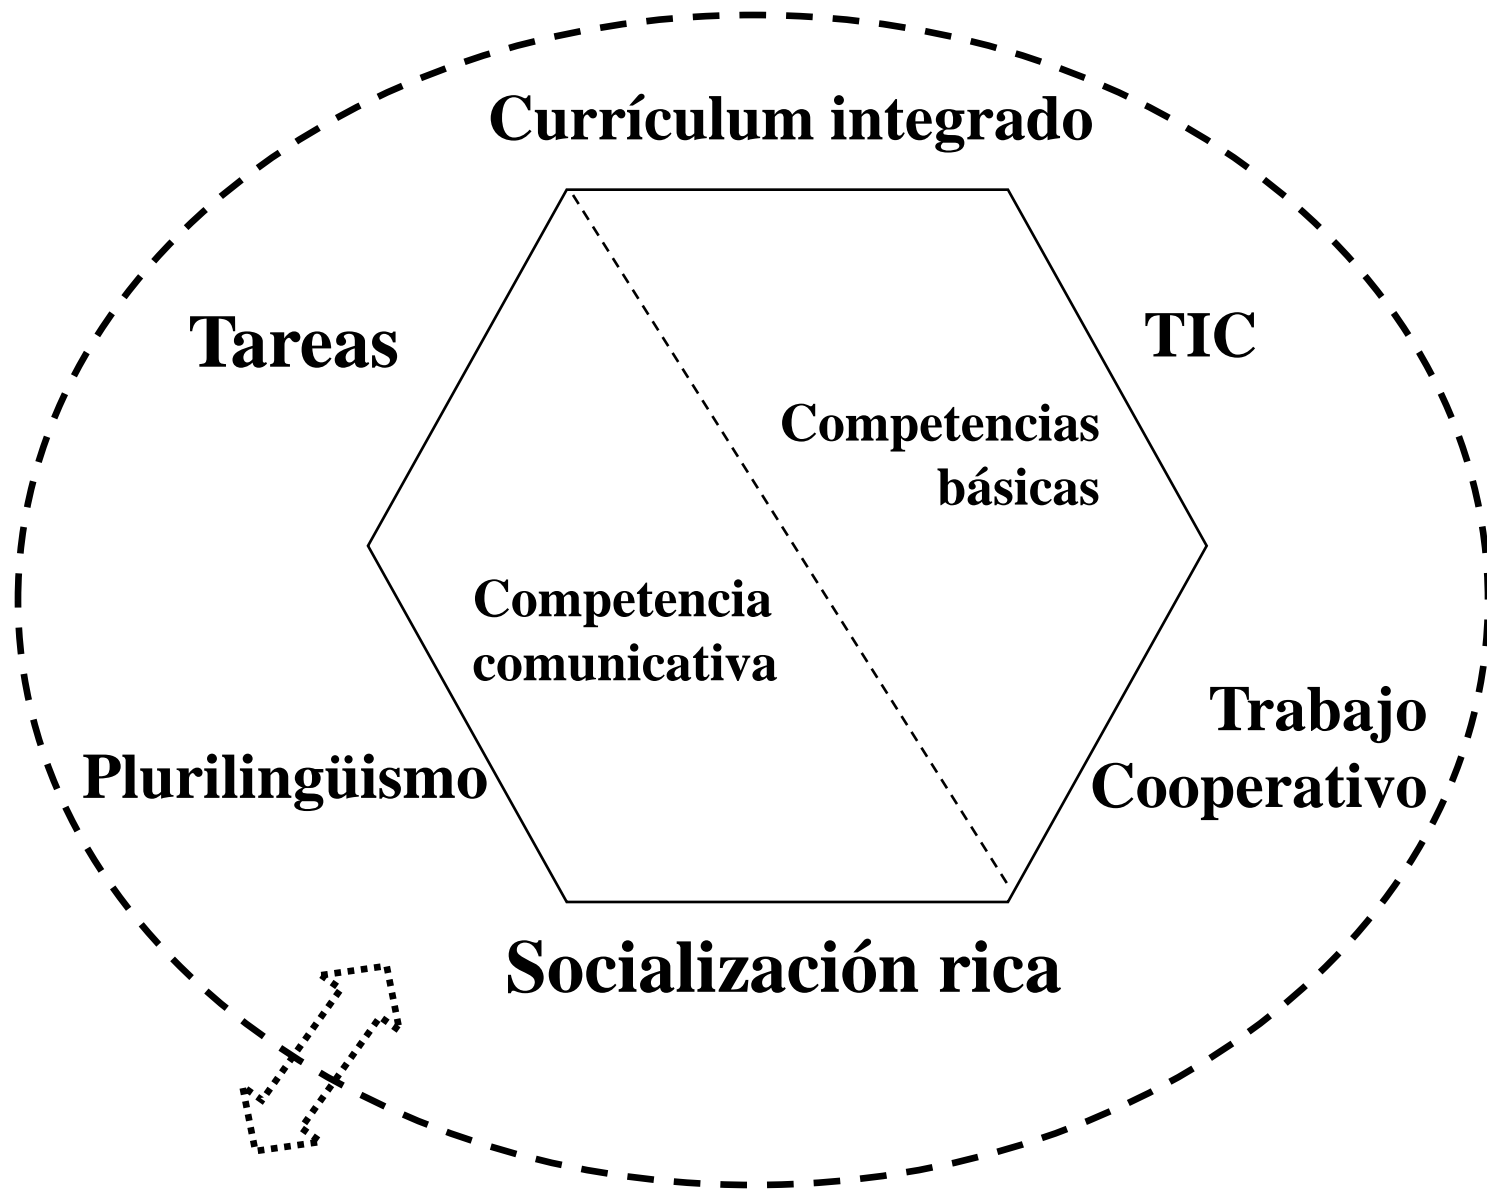 Currículum integrado
Tareas
TIC
Competencias
básicas
Competencia
comunicativa
Trabajo
Cooperativo
Plurilingüismo
Socialización rica